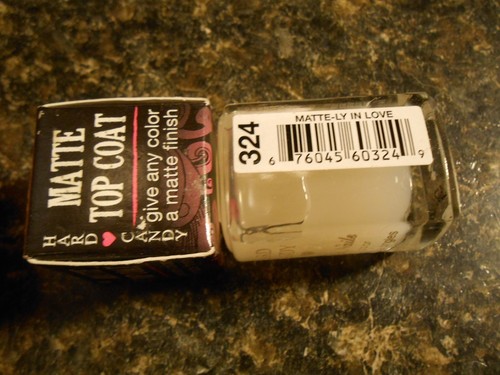 MATTE
TOP COAT
give any color
a matte finish
HARD CANDY
324
MATTE-LY IN LOVE
6 76045 60324 9